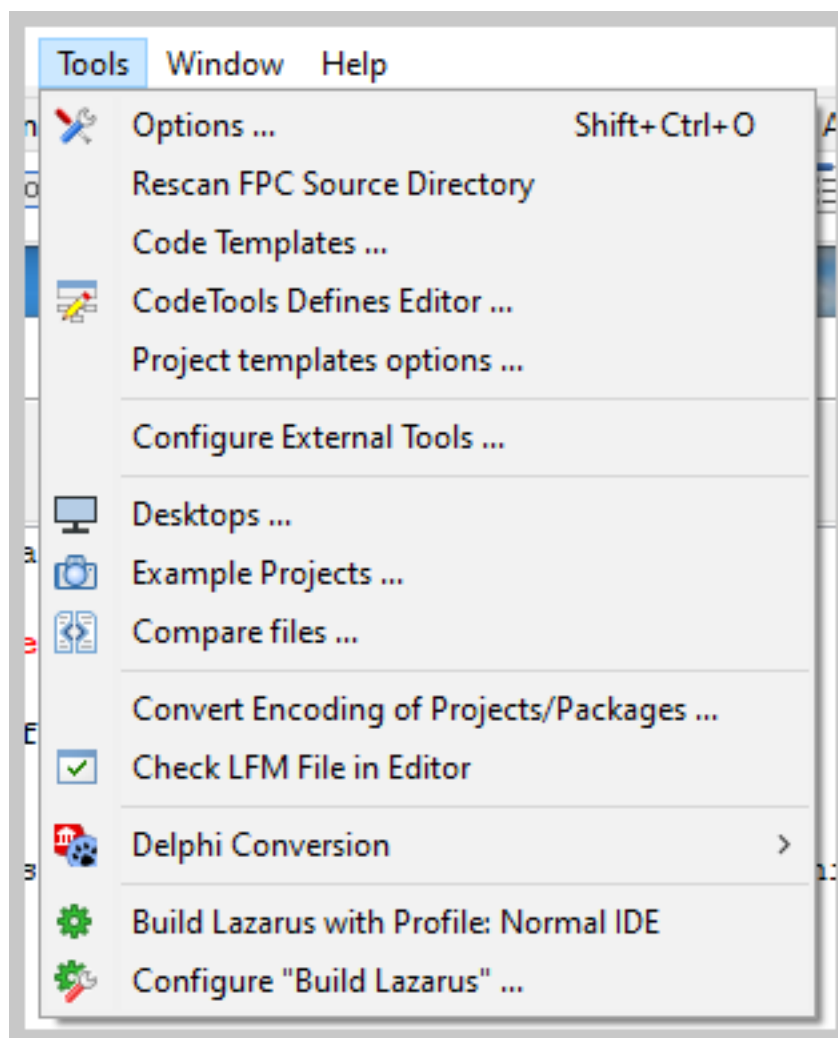 Tools Window Help
Options ... Shift+Ctrl+O
Rescan FPC Source Directory
Code Templates ...
CodeTools Defines Editor ...
Project templates options ...
Configure External Tools ...
Desktops ...
Example Projects ...
Compare files ...
Convert Encoding of Projects/Packages ...
Check LFM File in Editor
Delphi Conversion
Build Lazarus with Profile: Normal IDE
Configure "Build Lazarus" ...